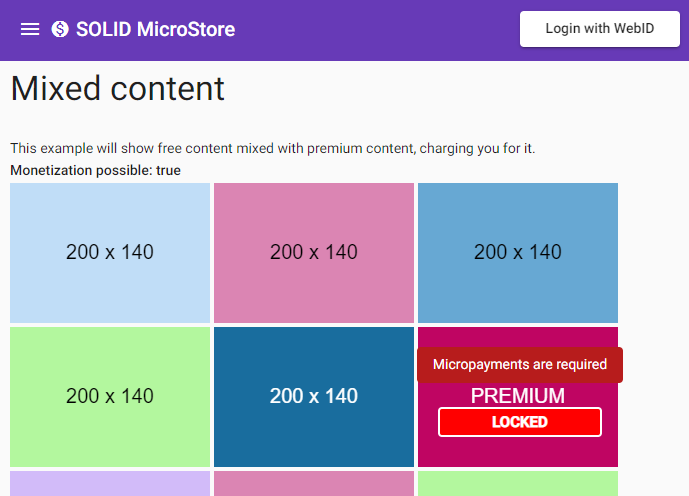 SOLID MicroStore
Login with WebID
Mixed content
This example will show free content mixed with premium content, charging you for it.
Monetization possible: true
200 x 140
200 x 140
200 x 140
200 x 140
200 x 140
Micropayments are required
PREMIUM
LOCKED